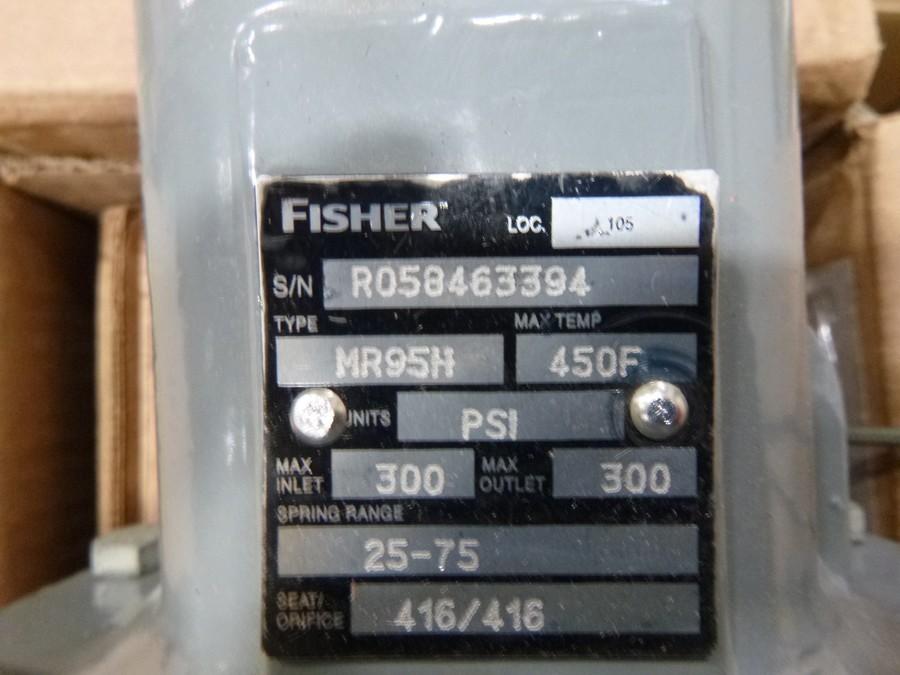 FISHER™ LOC. 105
S/N R058463394
TYPE MAX TEMP
MR95H 450F
UNITS PSI
MAX INLET 300 MAX OUTLET 300
SPRING RANGE
25-75
SEAT/ORIFICE 416/416